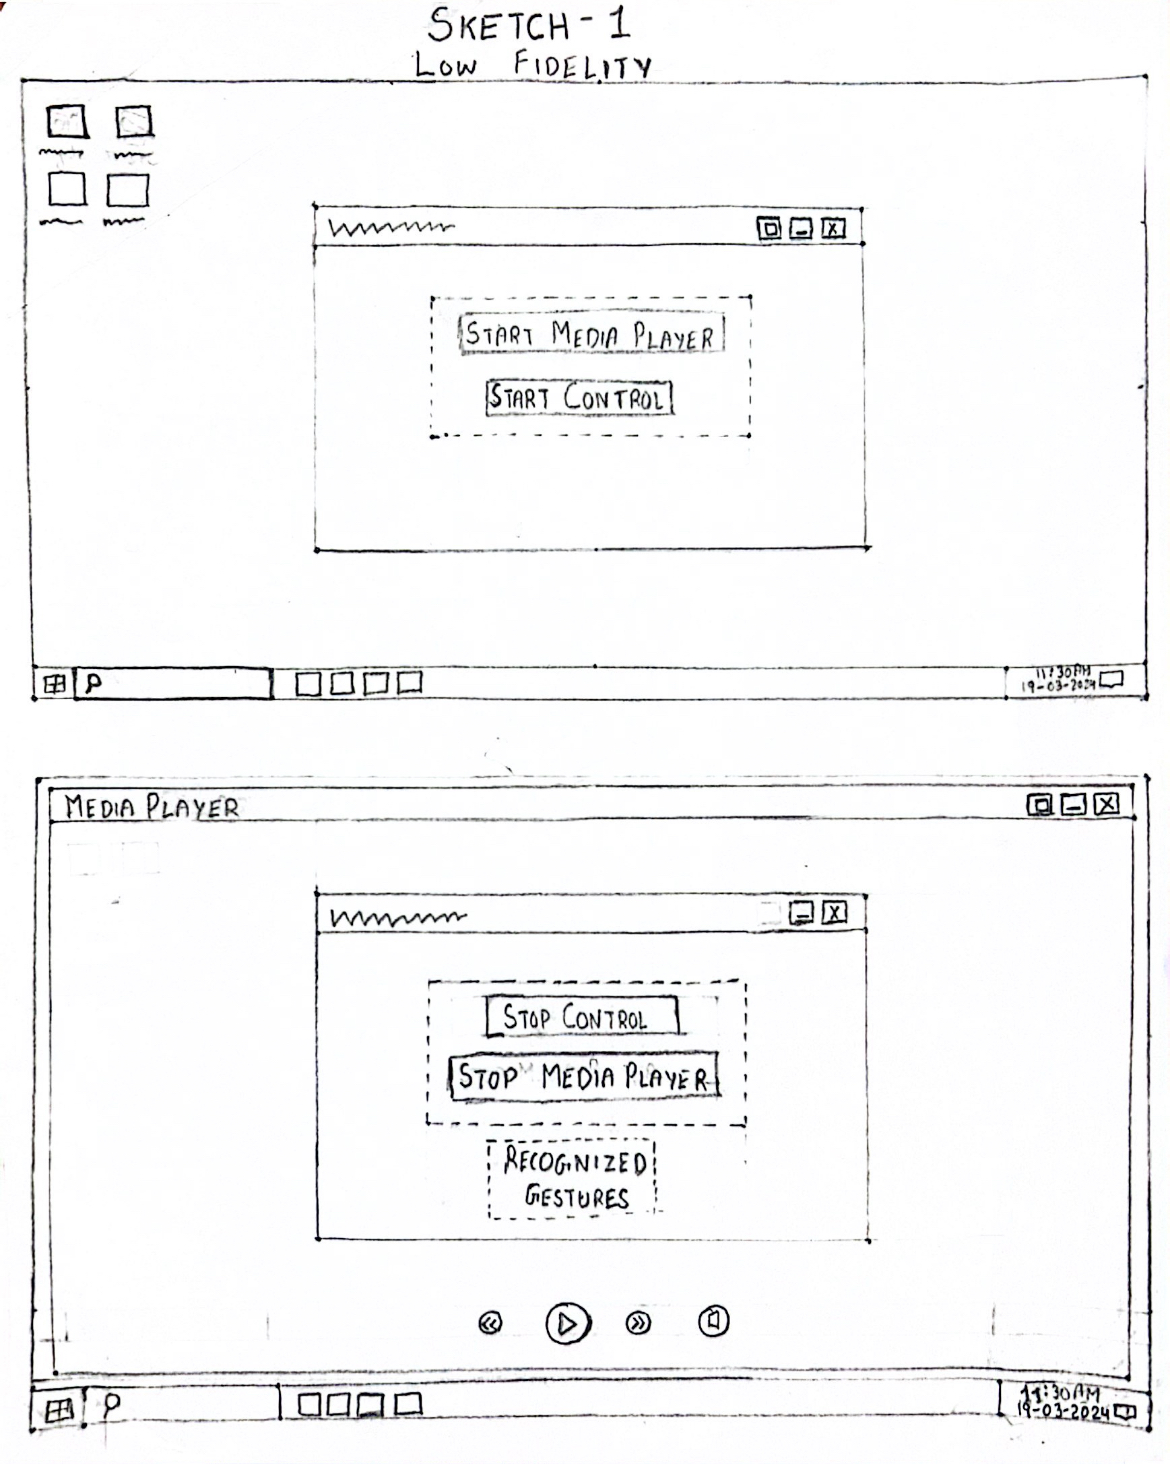 SKETCH-1
LOW FIDELITY
START MEDIA PLAYER
START CONTROL
11:30AM
19-03-2024
MEDIA PLAYER
STOP CONTROL
STOP MEDIA PLAYER
RECOGNIZED
GESTURES
11:30AM
19-03-2024